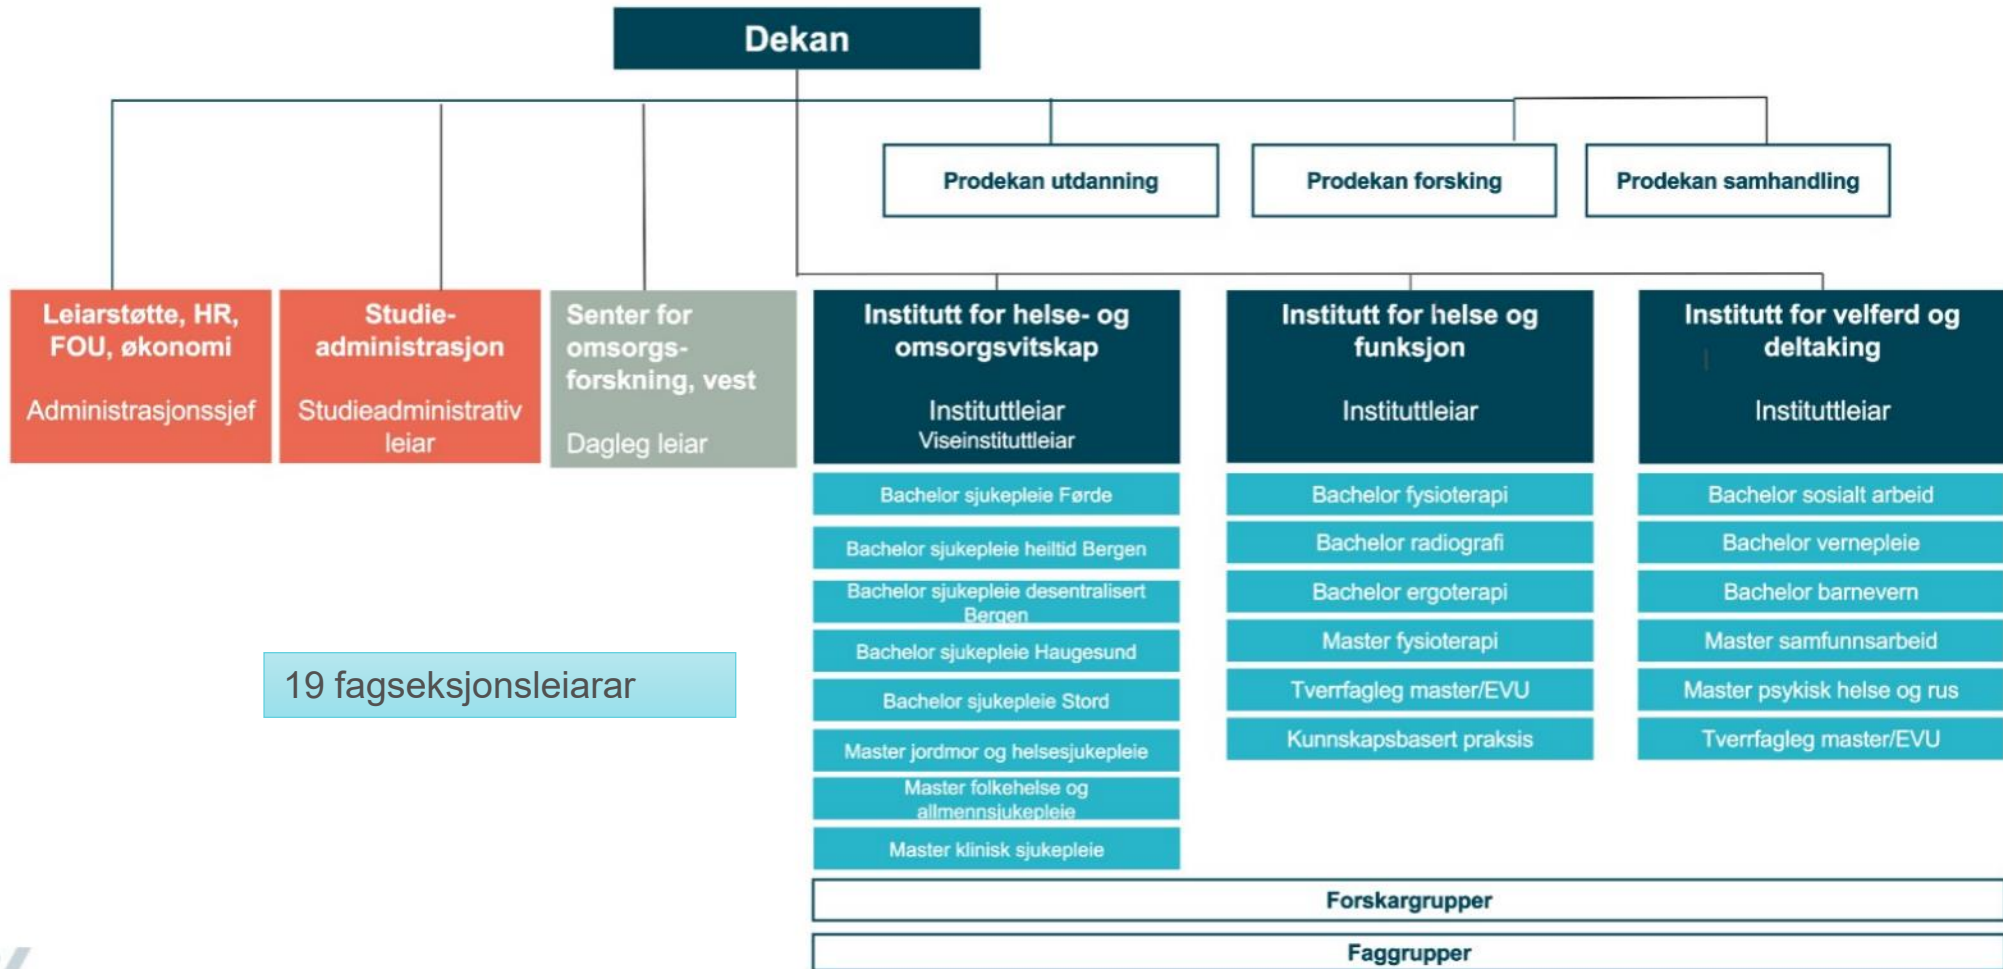 Dekan
Prodekan utdanning
Prodekan forsking
Prodekan samhandling
Leiarstøtte, HR,
FOU, økonomi
Administrasjonssjef
Studie-
administrasjon
Studieadministrativ
leiar
Senter for
omsorgs-
forskning, vest
Dagleg leiar
Institutt for helse- og
omsorgsvitskap
Instituttleiar
Viseinstituttleiar
Bachelor sjukepleie Førde
Bachelor sjukepleie heiltid Bergen
Bachelor sjukepleie desentralisert
Bergen
Bachelor sjukepleie Haugesund
Bachelor sjukepleie Stord
Master jordmor og helsesjukepleie
Master folkehelse og
allmennsjukepleie
Master klinisk sjukepleie
Institutt for helse og
funksjon
Instituttleiar
Bachelor fysioterapi
Bachelor radiografi
Bachelor ergoterapi
Master fysioterapi
Tverrfagleg master/EVU
Kunnskapsbasert praksis
Institutt for velferd og
deltaking
Instituttleiar
Bachelor sosialt arbeid
Bachelor vernepleie
Bachelor barnevern
Master samfunnsarbeid
Master psykisk helse og rus
Tverrfagleg master/EVU
19 fagseksjonsleiarar
Forskargrupper
Faggrupper